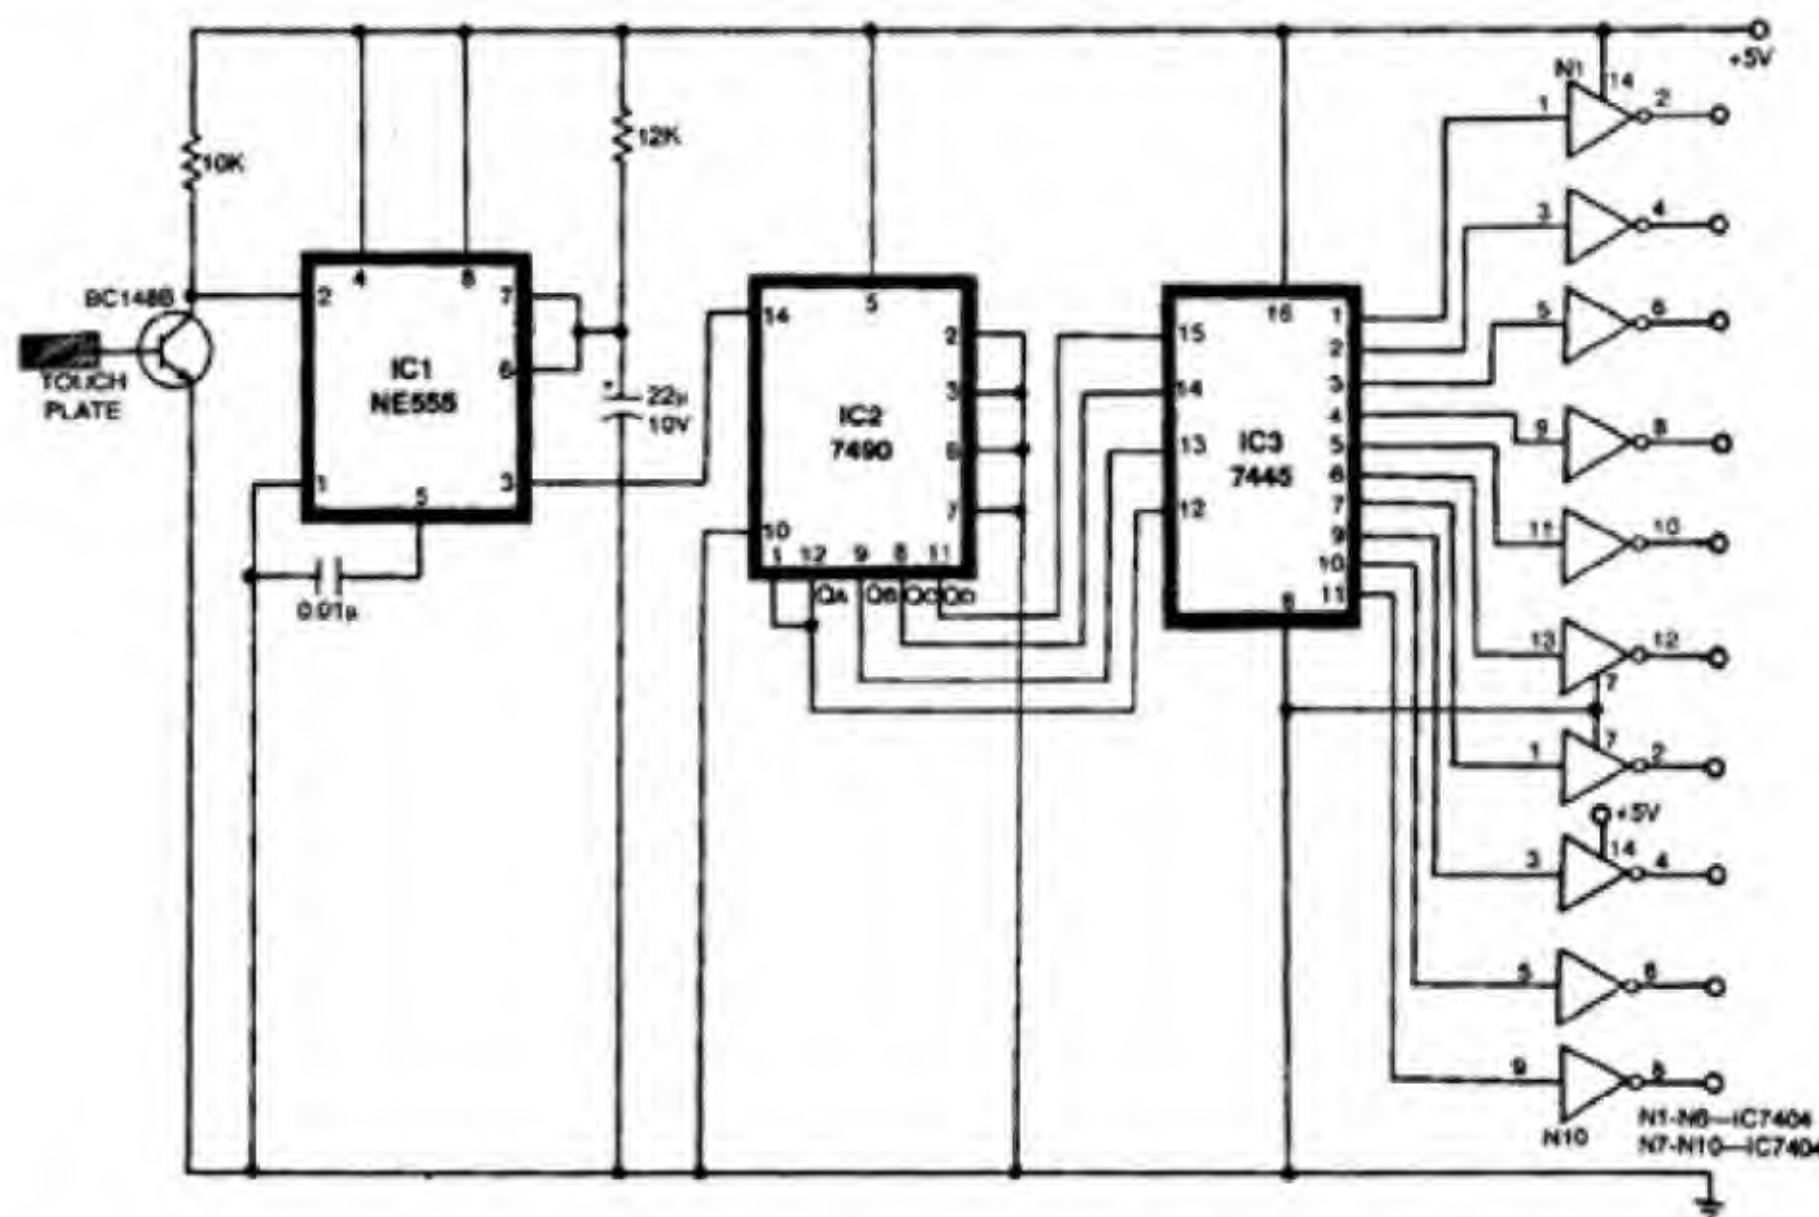 +5V
N1
14
1
2
10K
12K
3
4
BC148B
2
4
8
7
5
6
IC1
NE555
6
TOUCH
PLATE
22μ
10V
1
5
3
0.01μ
14
5
2
3
IC2
7490
6
7
10
1
12
9
8
11
QA
QB
QC
QD
15
16
14
13
IC3
7445
12
8
1
2
3
4
5
6
7
9
10
11
9
8
11
10
13
12
7
7
1
2
+5V
14
3
4
5
6
9
8
N10
N1-N6—IC7404
N7-N10—IC7404